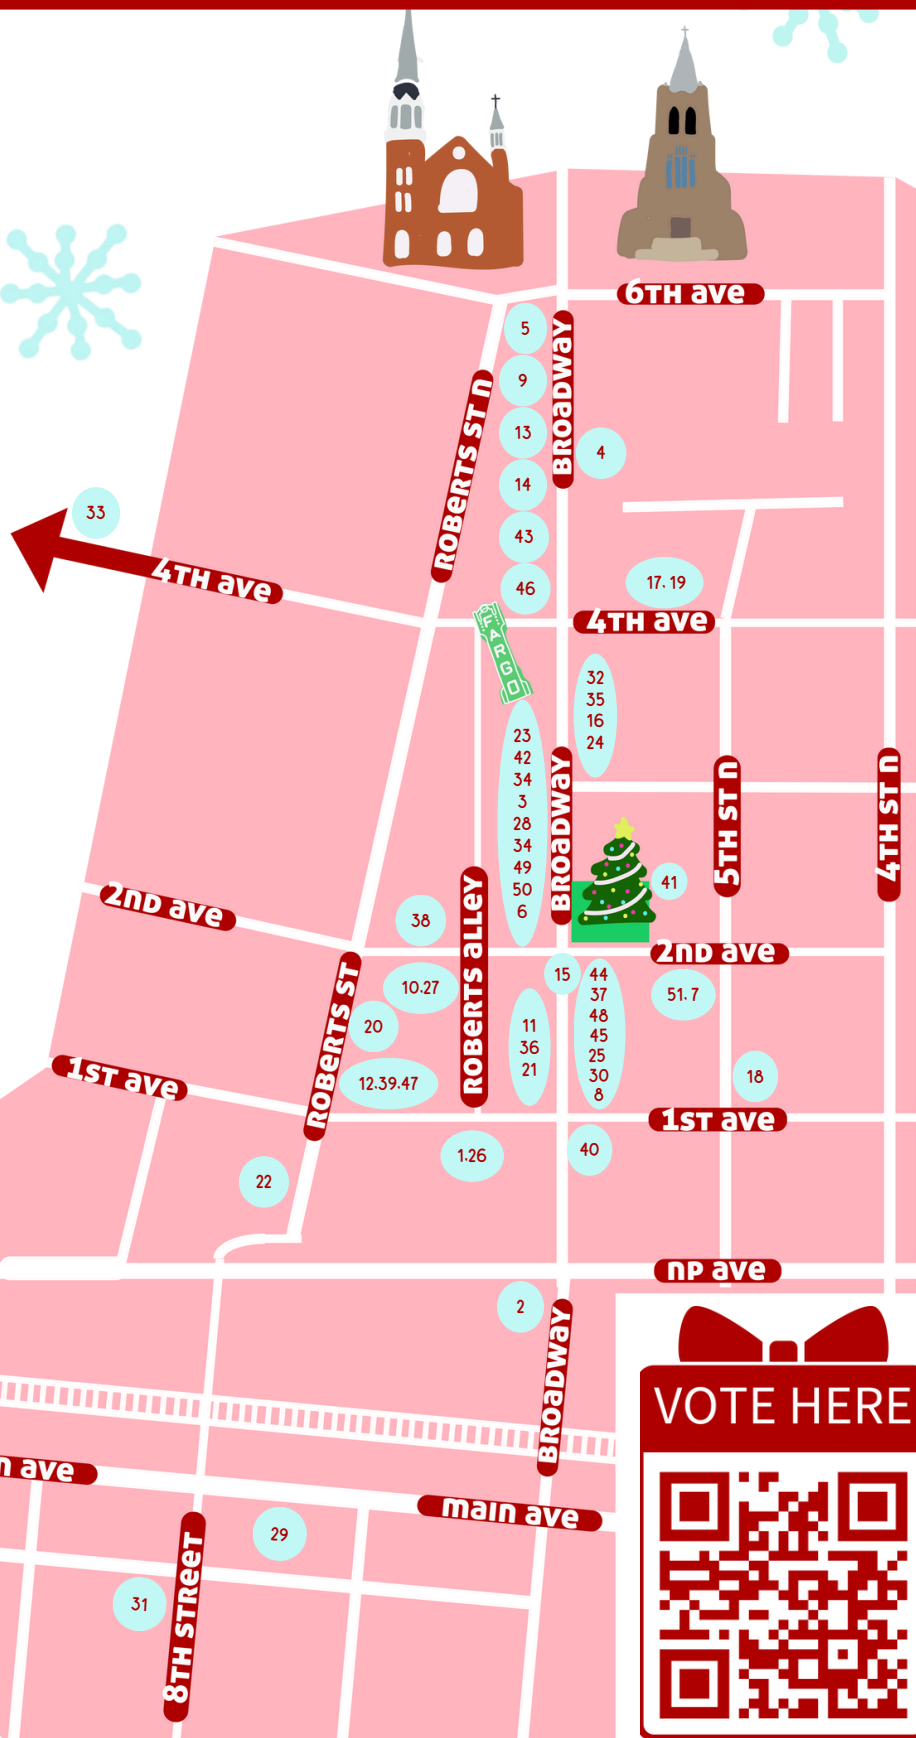 6TH ave
5
BROADWAY
9
ROBERTS ST N
13
4
14
33
43
4TH ave
17.19
46
4TH ave
FARGO
32
35
16
24
23
42
34
3
28
34
49
50
6
BROADWAY
5TH ST N
4TH ST N
41
2ND ave
38
ROBERTS alley
2ND ave
15
44
37
48
45
25
30
8
10.27
51.7
20
ROBERTS ST
11
36
21
12.39.47
18
1ST ave
1ST ave
1.26
40
22
NP ave
2
BROADWAY
VOTE HERE
n ave
main ave
29
31
8TH STREET